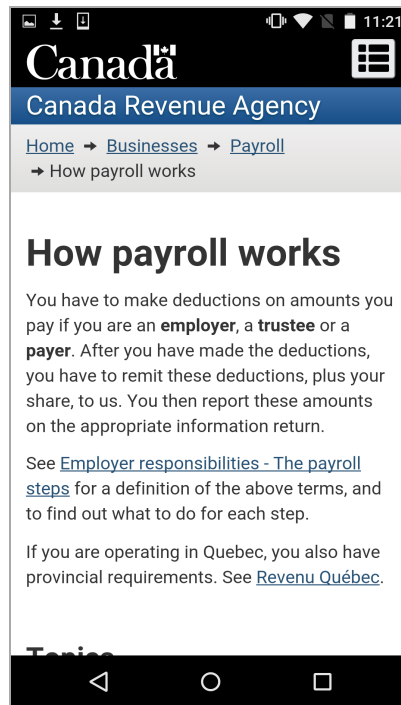 11:21
Canada
Canada Revenue Agency
Home → Businesses → Payroll
→ How payroll works
How payroll works
You have to make deductions on amounts you
pay if you are an employer, a trustee or a
payer. After you have made the deductions,
you have to remit these deductions, plus your
share, to us. You then report these amounts
on the appropriate information return.
See Employer responsibilities - The payroll
steps for a definition of the above terms, and
to find out what to do for each step.
If you are operating in Quebec, you also have
provincial requirements. See Revenu Québec.
Topics